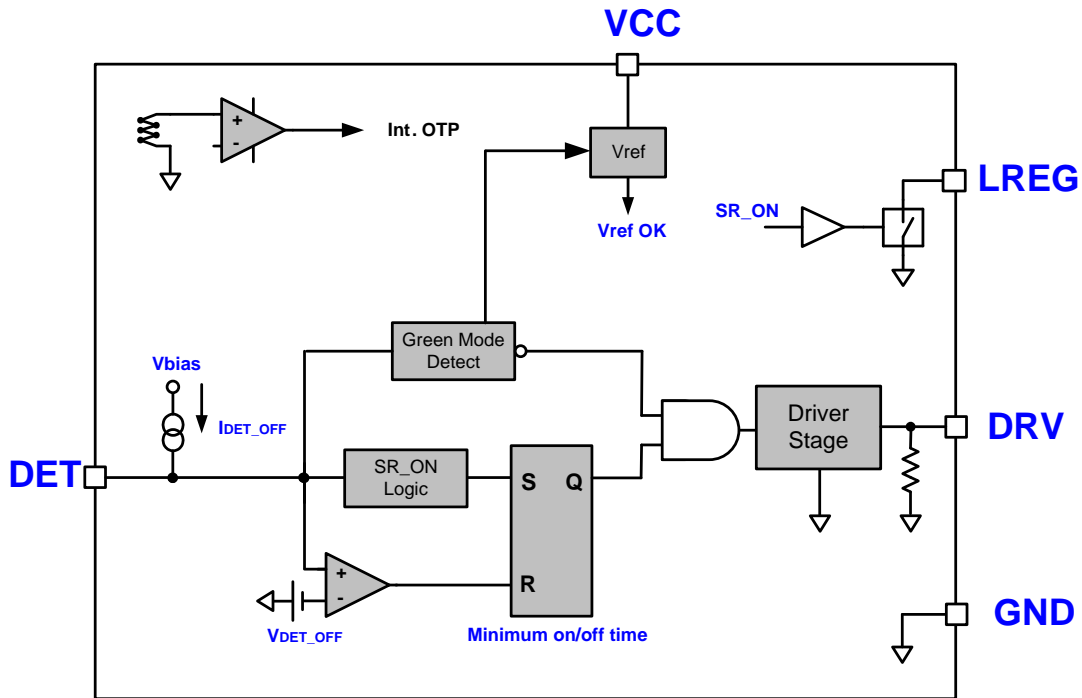 VCC
+
-
Int. OTP
Vref
LREG
SR_ON
Vref OK
Green Mode
Detect
Vbias
IDET_OFF
Driver
Stage
DRV
DET
SR_ON
Logic
S Q
+
-
R
VDET_OFF
Minimum on/off time
GND